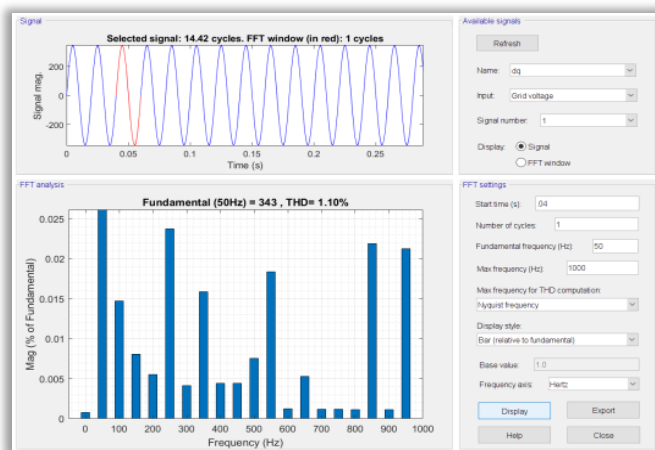 Signal
Selected signal: 14.42 cycles. FFT window (in red): 1 cycles
200
0
-200
Signal mag.
0
0.05
0.1
0.15
0.2
0.25
Time (s)
FFT analysis
Fundamental (50Hz) = 343 , THD= 1.10%
0.025
0.02
0.015
0.01
0.005
0
Mag (% of Fundamental)
0
100
200
300
400
500
600
700
800
900
1000
Frequency (Hz)
Available signals
Refresh
Name:
dq
Input:
Grid voltage
Signal number:
1
Display:
Signal
FFT window
FFT settings
Start time (s):
04
Number of cycles:
1
Fundamental frequency (Hz):
50
Max frequency (Hz):
1000
Max frequency for THD computation:
Nyquist frequency
Display style:
Bar (relative to fundamental)
Base value:
1.0
Frequency axis:
Hertz
Display
Export
Help
Close